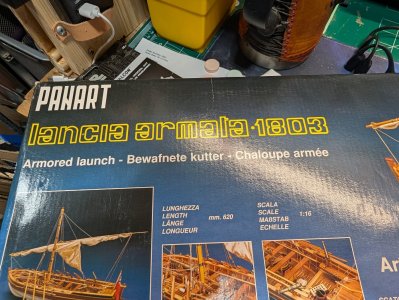 PANART
lancia armata·1803
Armored launch - Bewafnete kutter - Chaloupe armée
LUNGHEZZA
LENGTH
LÄNGE
LONGUEUR
mm. 620
SCALA
SCALE
MAßSTAB
ECHELLE
1:16